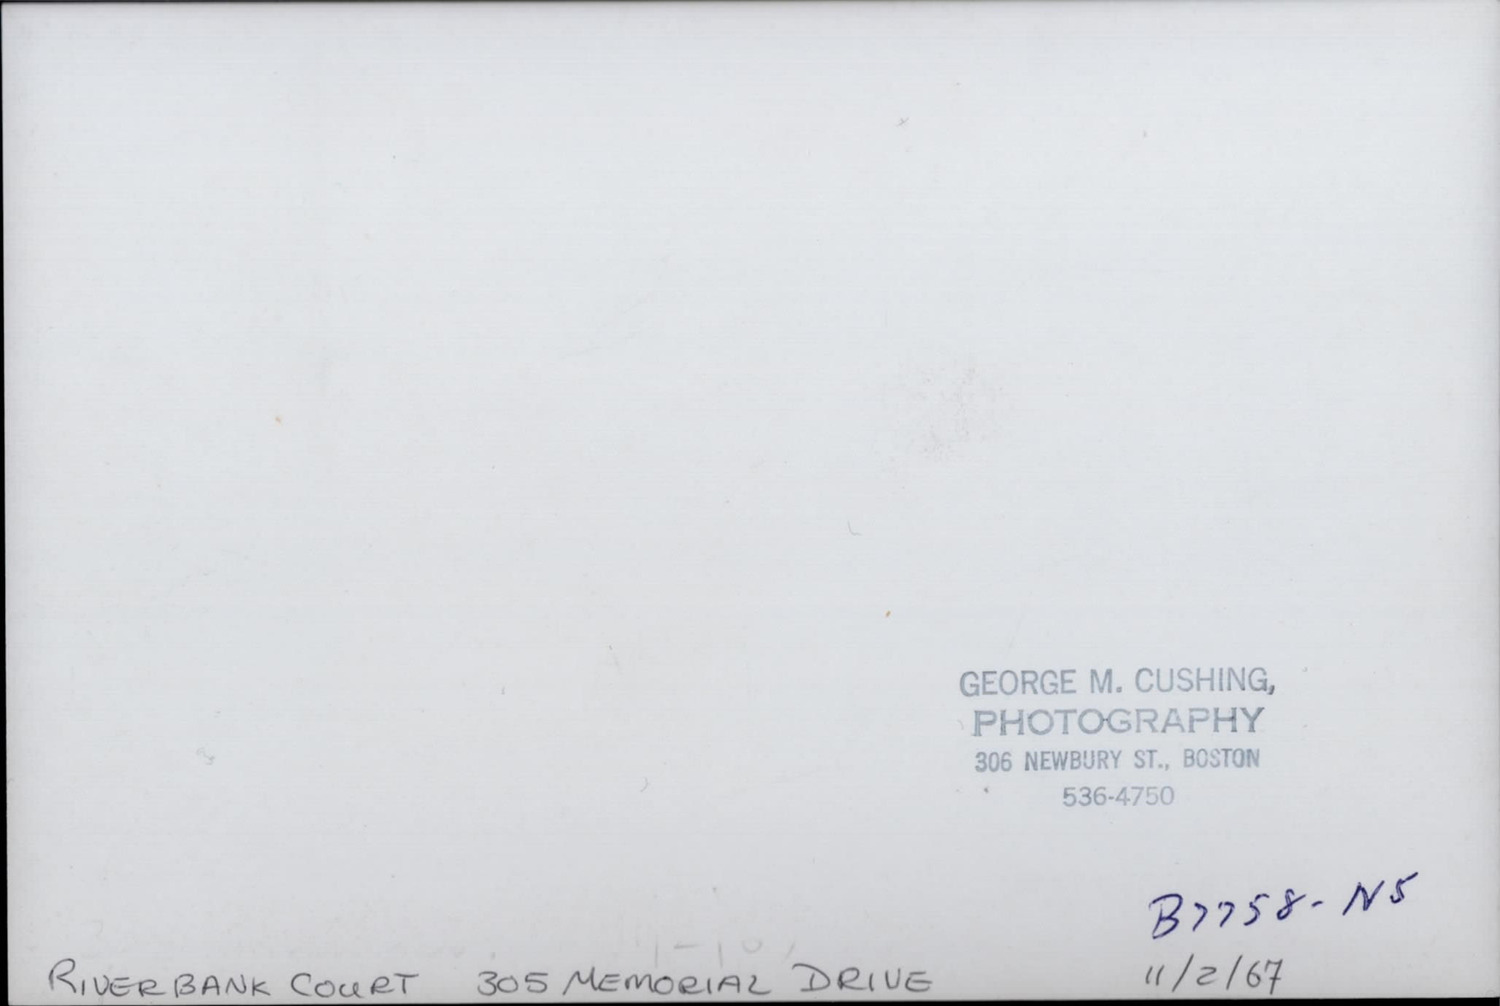 GEORGE M. CUSHING,
PHOTOGRAPHY
306 NEWBURY ST., BOSTON
536-4750
B7758-N5
RIVERBANK COURT 305 MEMORIAL DRIVE 11/2/67